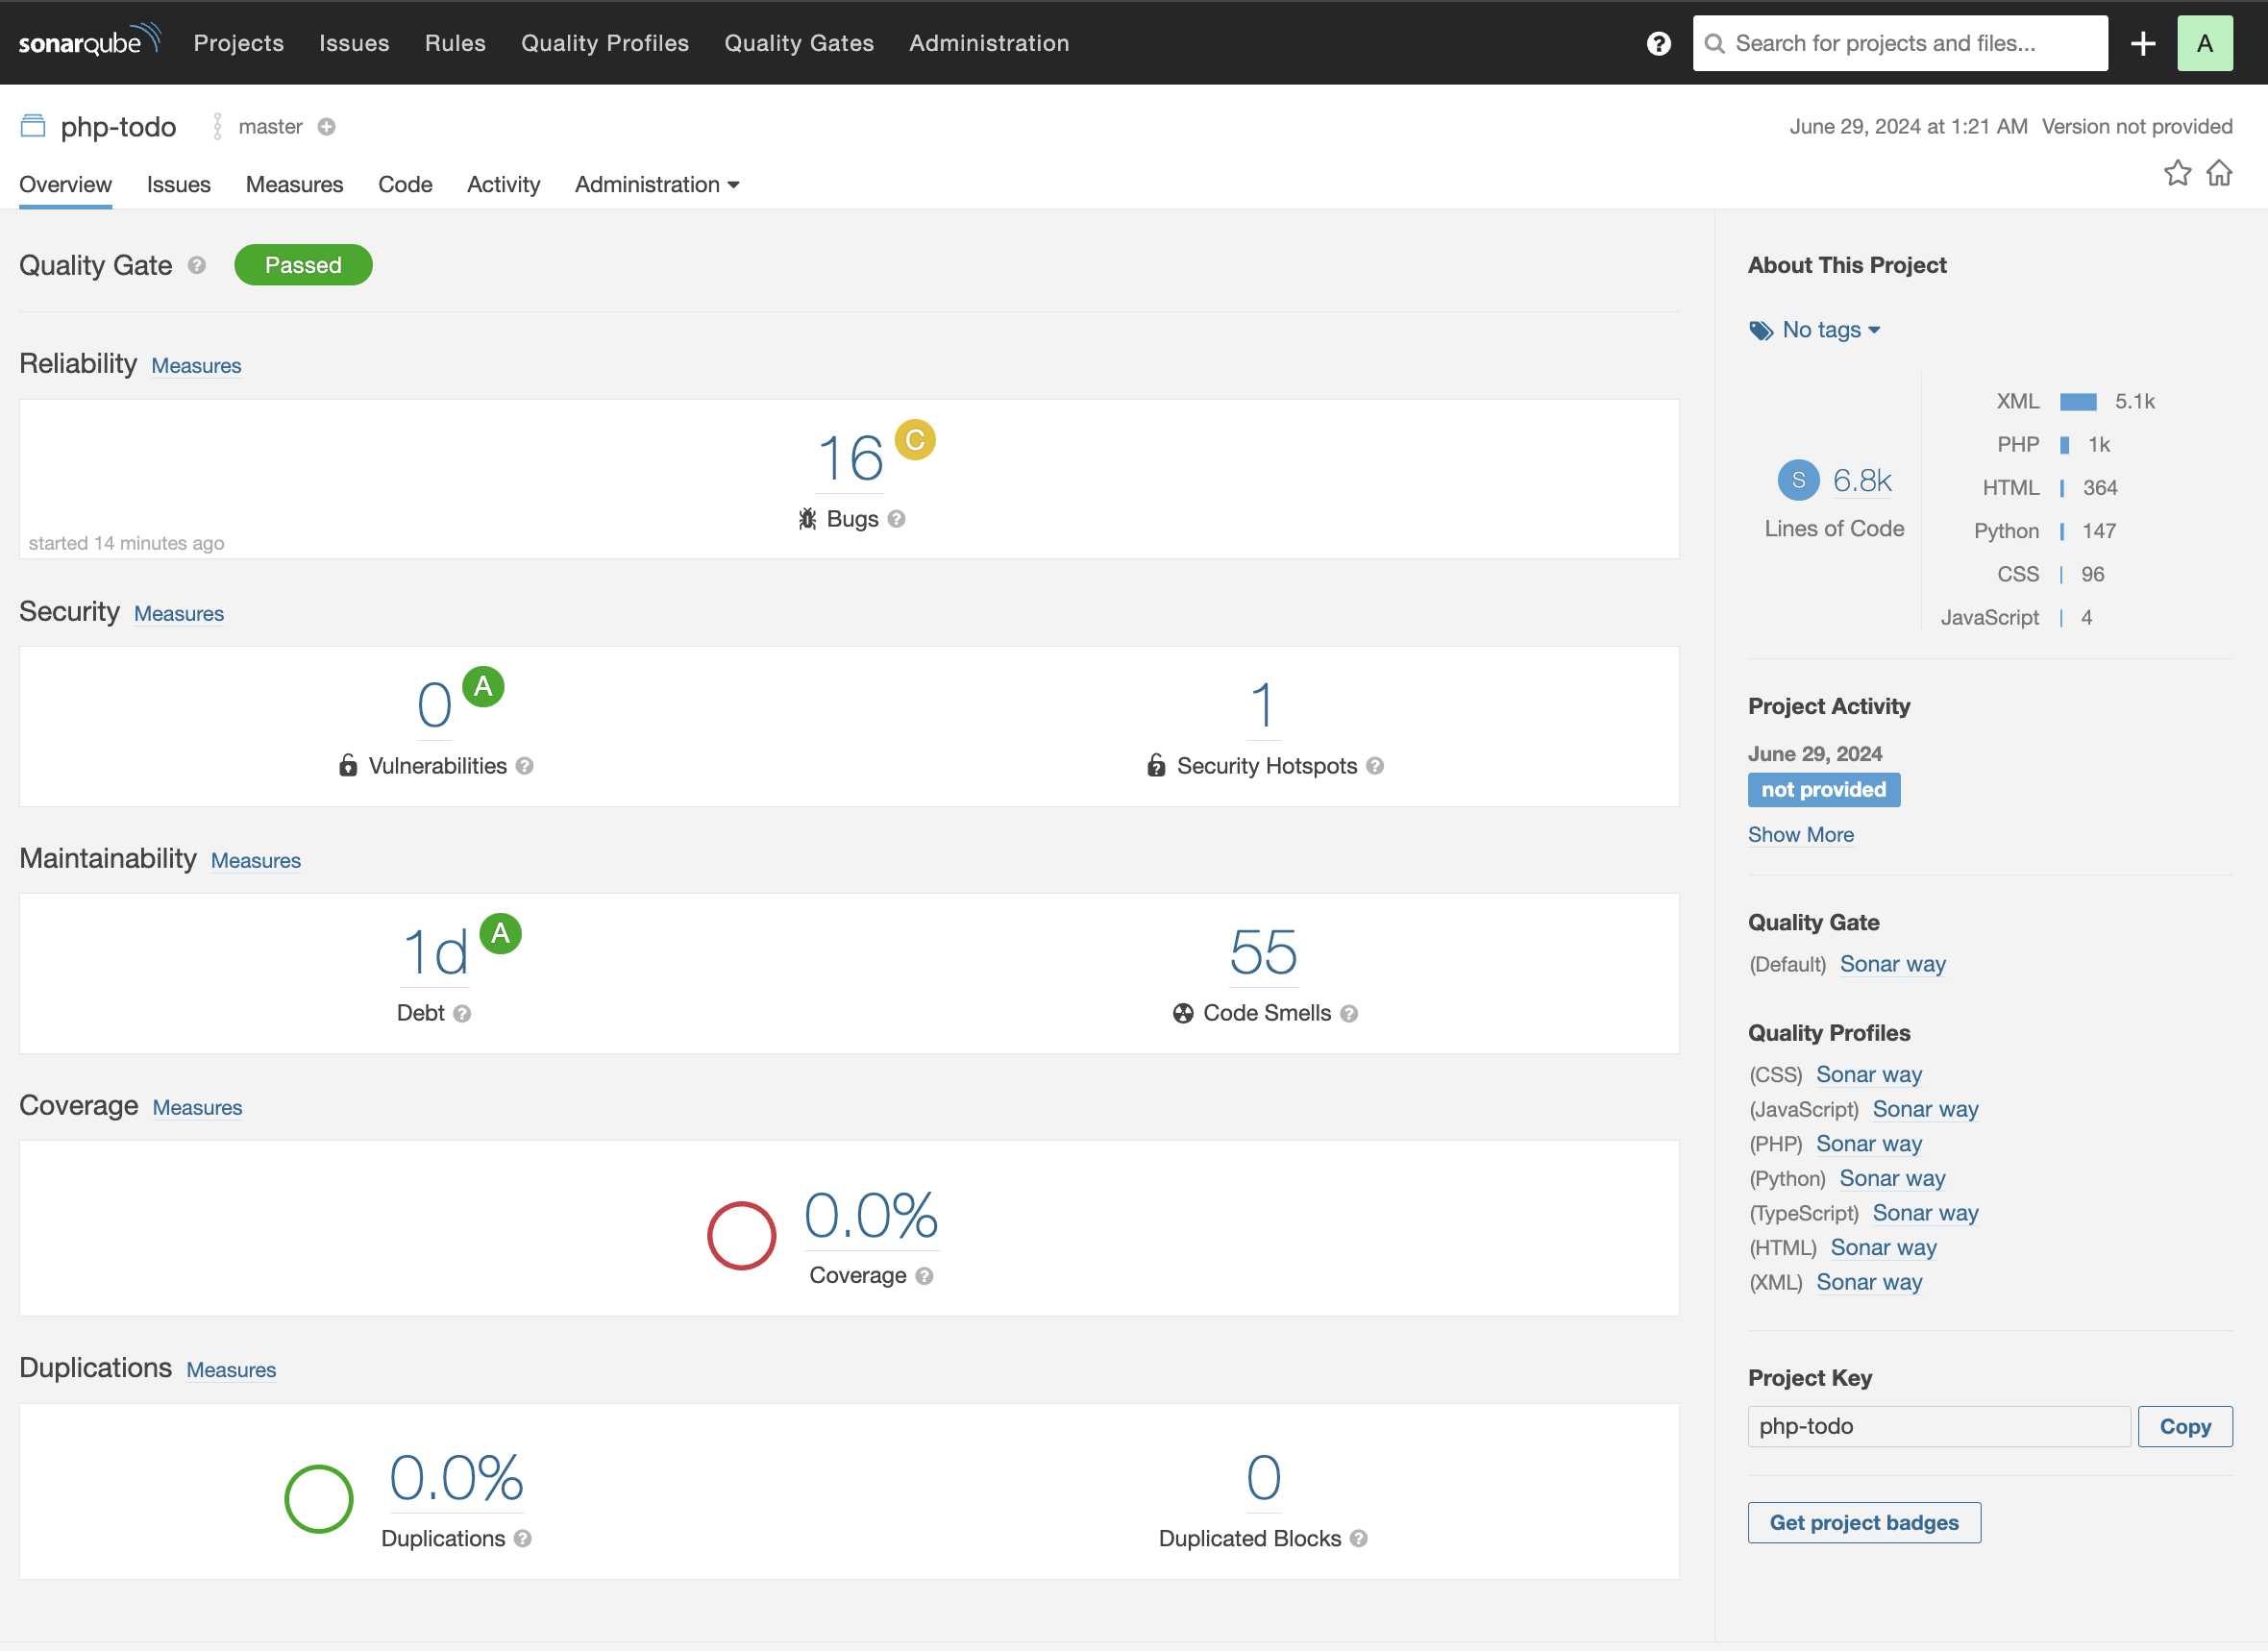 sonarqube Projects Issues Rules Quality Profiles Quality Gates Administration ? Search for projects and files... + A
php-todo master June 29, 2024 at 1:21 AM Version not provided
Overview Issues Measures Code Activity Administration
Quality Gate ? Passed
Reliability Measures
16 C
Bugs ?
started 14 minutes ago
Security Measures
0 A 1
Vulnerabilities ? Security Hotspots ?
Maintainability Measures
1d A 55
Debt ? Code Smells ?
Coverage Measures
0.0%
Coverage ?
Duplications Measures
0.0% 0
Duplications ? Duplicated Blocks ?
About This Project
No tags
S 6.8k
Lines of Code
XML 5.1k
PHP 1k
HTML 364
Python 147
CSS 96
JavaScript 4
Project Activity
June 29, 2024
not provided
Show More
Quality Gate
(Default) Sonar way
Quality Profiles
(CSS) Sonar way
(JavaScript) Sonar way
(PHP) Sonar way
(Python) Sonar way
(TypeScript) Sonar way
(HTML) Sonar way
(XML) Sonar way
Project Key
php-todo Copy
Get project badges